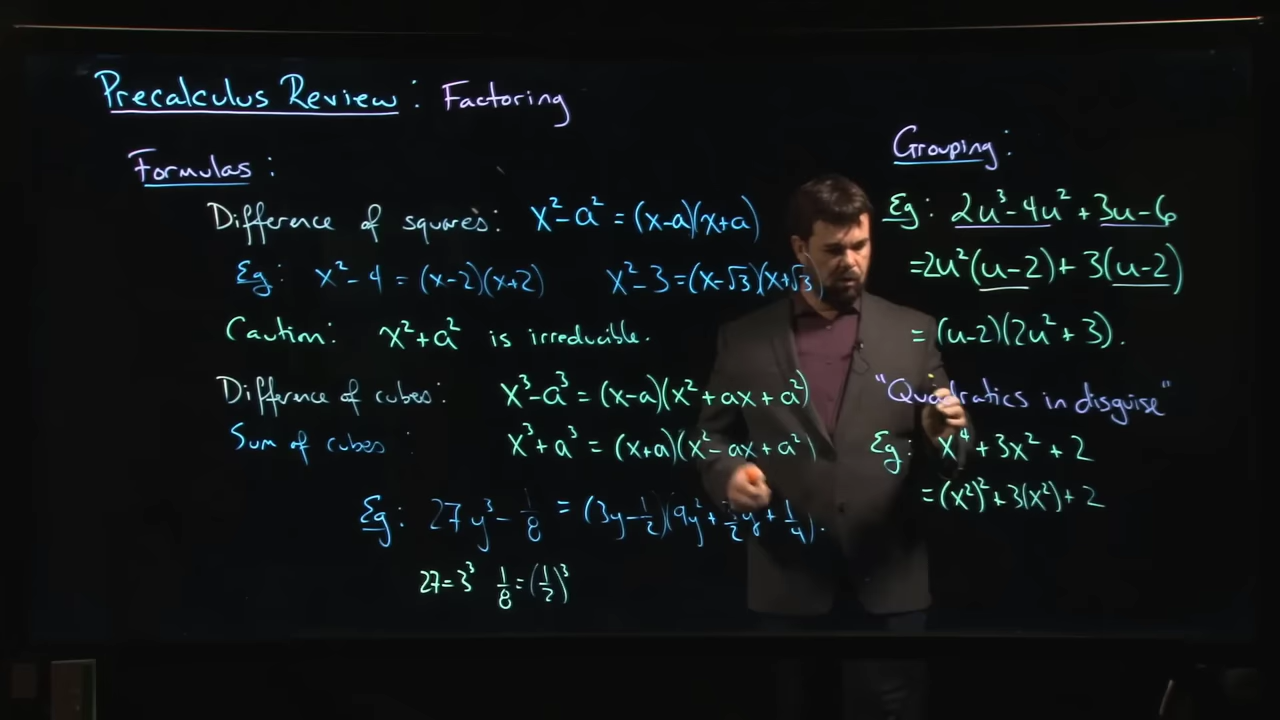 Precalculus Review: Factoring
Formulas:
Difference of squares: x² - a² = (x-a)(x+a)
Eg: x² - 4 = (x-2)(x+2) x² - 3 = (x-√3)(x+√3)
Caution: x² + a² is irreducible.
Difference of cubes: x³ - a³ = (x-a)(x² + ax + a²)
Sum of cubes : x³ + a³ = (x+a)(x² - ax + a²)
Eg: 27y³ - 1/8 = (3y - 1/2)(9y² + 3/2 y + 1/4).
27 = 3³ 1/8 = (1/2)³
Grouping:
Eg: 2u³ - 4u² + 3u - 6
= 2u²(u-2) + 3(u-2)
= (u-2)(2u² + 3).
"Quadratics in disguise"
Eg: x⁴ + 3x² + 2
= (x²)² + 3(x²) + 2